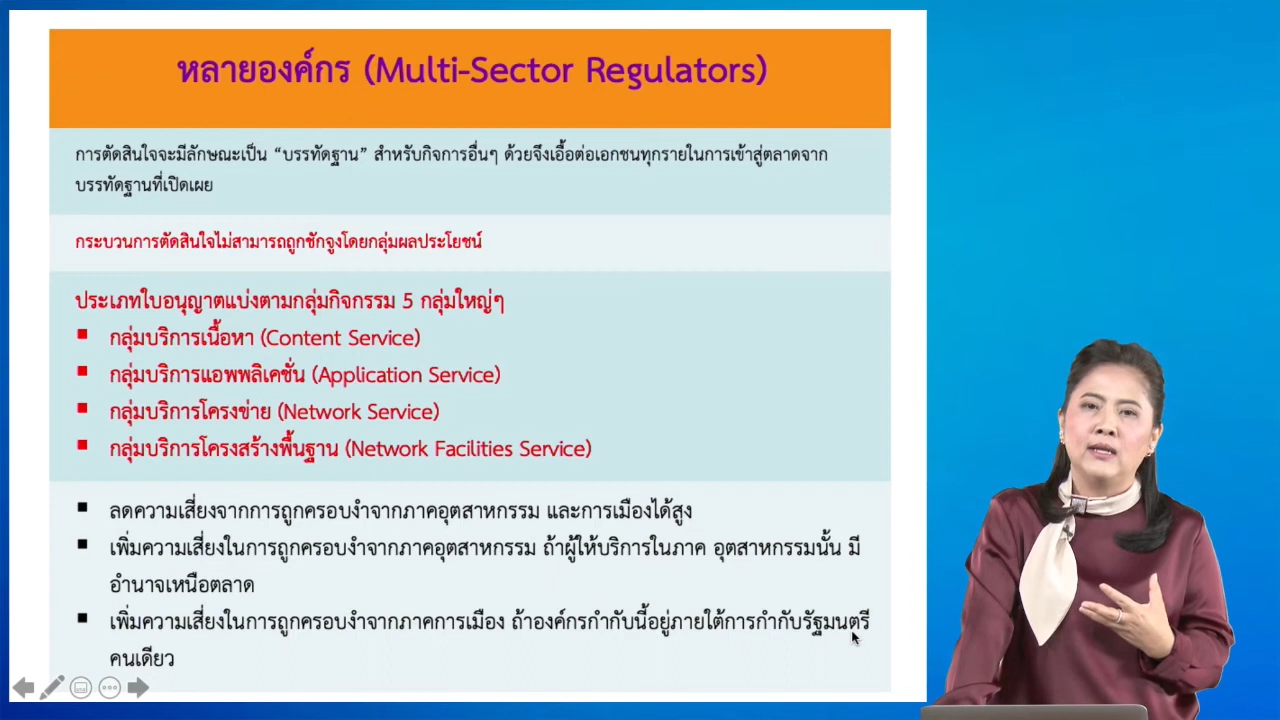 หลายองค์กร (Multi-Sector Regulators)
การตัดสินใจจะมีลักษณะเป็น “บรรทัดฐาน” สำหรับกิจการอื่นๆ ด้วยจึงเอื้อต่อเอกชนทุกรายในการเข้าสู่ตลาดจาก
บรรทัดฐานที่เปิดเผย
กระบวนการตัดสินใจไม่สามารถถูกชักจูงโดยกลุ่มผลประโยชน์
ประเภทใบอนุญาตแบ่งตามกลุ่มกิจกรรม 5 กลุ่มใหญ่ๆ
▪ กลุ่มบริการเนื้อหา (Content Service)
▪ กลุ่มบริการแอพพลิเคชั่น (Application Service)
▪ กลุ่มบริการโครงข่าย (Network Service)
▪ กลุ่มบริการโครงสร้างพื้นฐาน (Network Facilities Service)
▪ ลดความเสี่ยงจากการถูกครอบงำจากภาคอุตสาหกรรม และการเมืองได้สูง
▪ เพิ่มความเสี่ยงในการถูกครอบงำจากภาคอุตสาหกรรม ถ้าผู้ให้บริการในภาค อุตสาหกรรมนั้น มี
อำนาจเหนือตลาด
▪ เพิ่มความเสี่ยงในการถูกครอบงำจากภาคการเมือง ถ้าองค์กรกำกับนี้อยู่ภายใต้การกำกับรัฐมนตรี
คนเดียว